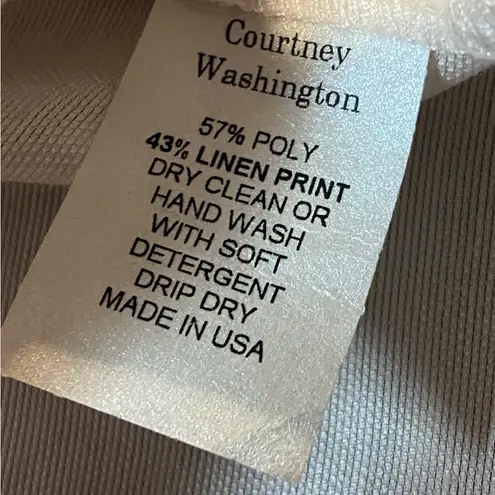 Courtney
Washington
57% POLY
43% LINEN PRINT
DRY CLEAN OR
HAND WASH
WITH SOFT
DETERGENT
DRIP DRY
MADE IN USA